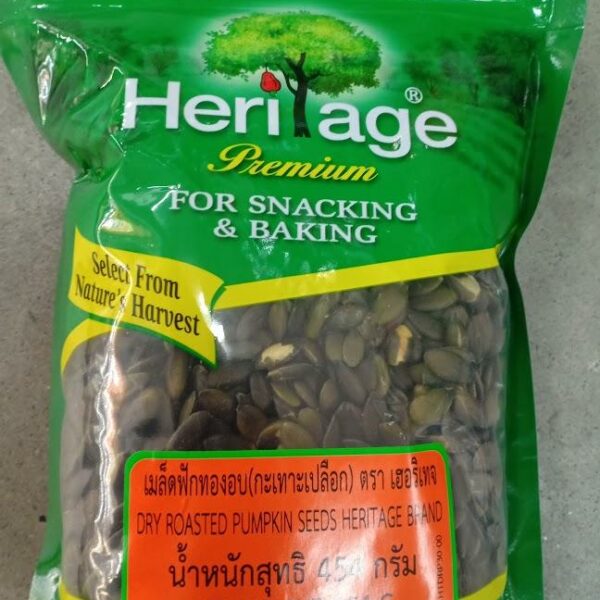 Heritage®
Premium
FOR SNACKING
& BAKING
Select From
Nature's Harvest
เมล็ดฟักทองอบ(กะเทาะเปลือก) ตรา เฮอริเทจ
DRY ROASTED PUMPKIN SEEDS HERITAGE BRAND
น้ำหนักสุทธิ 454 กรัม